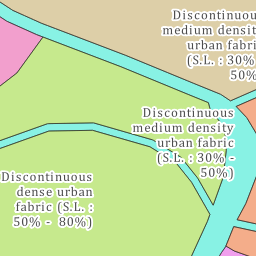 Discontinuous
medium density
urban fabric
(S.L. : 30%
50%
Discontinuous
medium density
urban fabric
(S.L. : 30% -
50%)
Discontinuous
dense urban
fabric (S.L. :
50% - 80%)